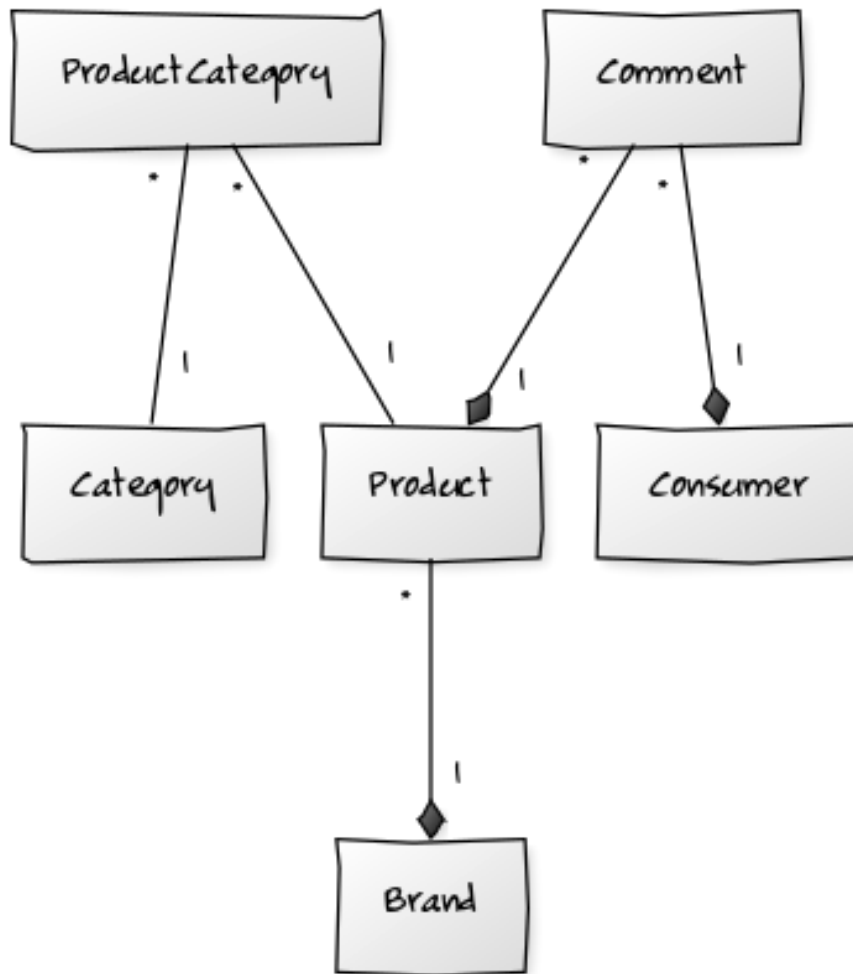 ProductCategory
Comment
*
*
*
*
1
1
1
1
Category
Product
Consumer
*
1
Brand